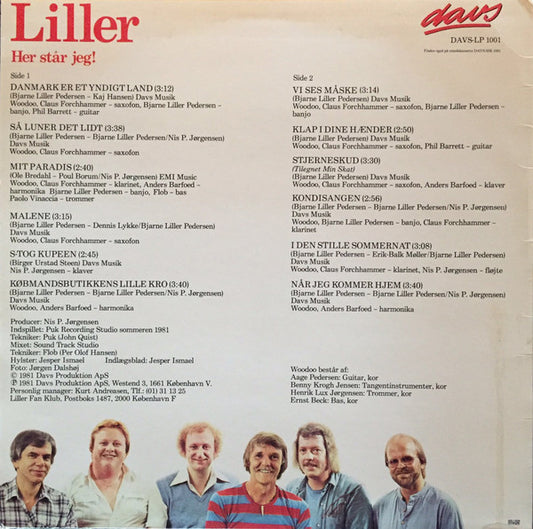 Liller
Her står jeg!
davs
DAVS-LP 1001
Side 1
DANMARK ER ET YNDIGT LAND (3:12)
(Bjarne Liller Pedersen – Kaj Hansen) Davs Musik
Woodoo, Claus Forchhammer – saxofon, Bjarne Liller Pedersen –
banjo, Phil Barrett – guitar
SÅ LUNER DET LIDT (3:38)
(Bjarne Liller Pedersen – Bjarne Liller Pedersen/Nis P. Jørgensen)
Davs Musik
Woodoo, Claus Forchhammer – saxofon
MIT PARADIS (2:40)
(Ole Bredahl – Poul Borum/Nis P. Jørgensen) EMI Music
Woodoo, Claus Forchhammer – klarinet, Anders Barfoed –
harmonika Bjarne Liller Pedersen – banjo, Flob – bas
Paolo Vinaccia – trommer
MALENE (3:15)
(Bjarne Liller Pedersen – Dennis Lykke/Bjarne Liller Pedersen)
Davs Musik
Woodoo, Claus Forchhammer – saxofon
S-TOG KUPEEN (2:45)
(Birger Urstad Steen) Davs Musik
Nis P. Jørgensen – klaver
KØBMANDSBUTIKKENS LILLE KRO (3:40)
(Bjarne Liller Pedersen – Bjarne Liller Pedersen/Nis P. Jørgensen)
Davs Musik
Woodoo, Anders Barfoed – harmonika
Producer: Nis P. Jørgensen
Indspillet: Puk Recording Studio sommeren 1981
Tekniker: Puk (John Quist)
Mixet: Sound Track Studio
Tekniker: Flob (Per Olof Hansen)
Hylster: Jesper Ismael Indlægsblad: Jesper Ismael
Foto: Jørgen Dalshøj
© 1981 Davs Produktion ApS
℗ 1981 Davs Produktion ApS, Westend 3, 1661 København V.
Personlig manager: Kurt Andreasen, Tlf.: (01) 31 13 25
Liller Fan Klub, Postboks 1487, 2000 København F
Side 2
VI SES MÅSKE (3:14)
(Bjarne Liller Pedersen – Bjarne Liller Pedersen/Nis P. Jørgensen)
Davs Musik
Woodoo, Claus Forchhammer – saxofon, Bjarne Liller Pedersen –
banjo
KLAP I DINE HÆNDER (2:50)
(Bjarne Liller Pedersen) Davs Musik
Woodoo, Claus Forchhammer – saxofon, Phil Barrett – guitar
STJERNESKUD (3:30)
(Tilegnet Min Skat)
(Bjarne Liller Pedersen) Davs Musik
Woodoo, Claus Forchhammer – saxofon, Anders Barfoed – klaver
KONDISANGEN (2:56)
(Bjarne Liller Pedersen – Bjarne Liller Pedersen/Nis P. Jørgensen)
Davs Musik
Woodoo, Bjarne Liller Pedersen – banjo, Claus Forchhammer –
klarinet
I DEN STILLE SOMMERNAT (3:08)
(Bjarne Liller Pedersen – Erik-Balk Møller/Bjarne Liller Pedersen)
Davs Musik
Woodoo, Claus Forchhammer – klarinet, Nis P. Jørgensen – fløjte
NÅR JEG KOMMER HJEM (3:40)
(Bjarne Liller Pedersen – Bjarne Liller Pedersen/Nis P. Jørgensen)
Davs Musik
Woodoo, Anders Barfoed – harmonika
Woodoo består af:
Aage Pedersen: Guitar, kor
Benny Krogh Jensen: Tangentinstrumenter, kor
Henrik Lux Jørgensen: Trommer, kor
Ernst Beck: Bas, kor